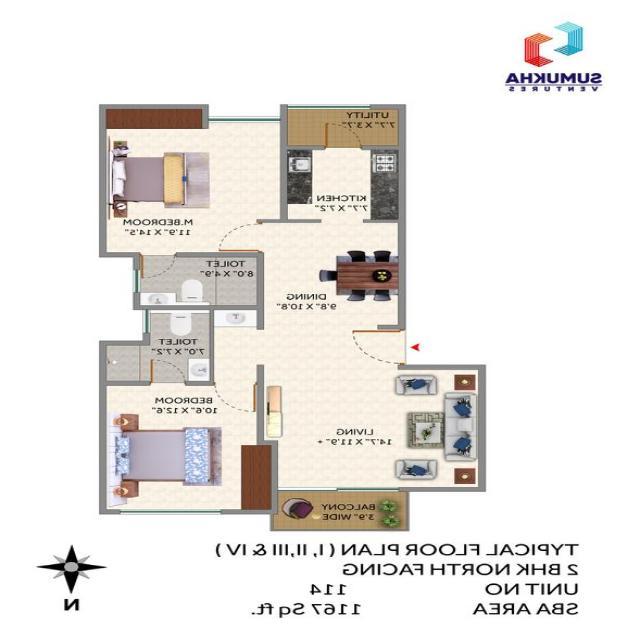 SUMUKHA
VENTURES
UTILITY
7'7" X 3'7"
KITCHEN
7'7" X 7'2"
M.BEDROOM
11'9" X 14'5"
TOILET
8'0" X 4'9"
DINING
9'8" X 10'8"
TOILET
7'0" X 7'2"
BEDROOM
10'6" X 12'6"
LIVING
14'7" X 11'9" +
BALCONY
3'9" WIDE
TYPICAL FLOOR PLAN ( I, II,III & IV )
2 BHK NORTH FACING
UNIT NO 114
SBA AREA 1167 Sq ft.
N